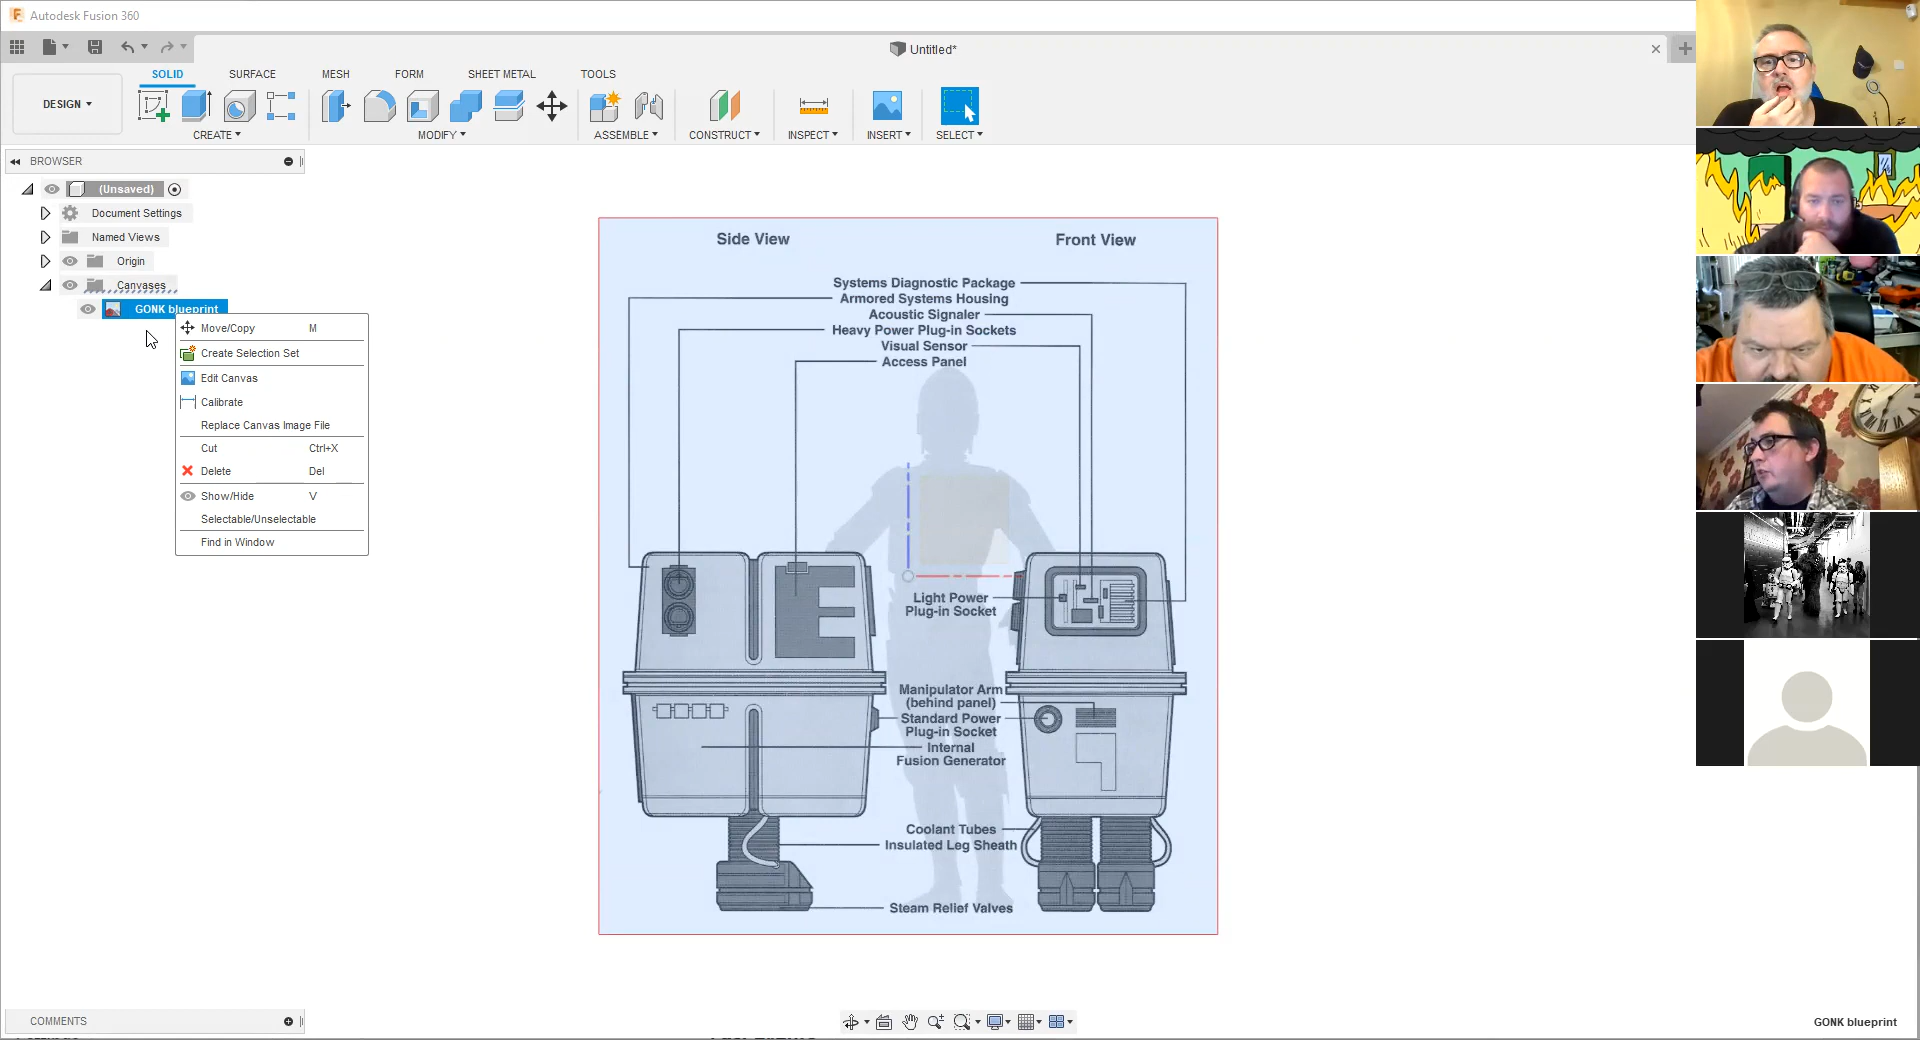 Autodesk Fusion 360
Untitled*
SOLID
SURFACE
MESH
FORM
SHEET METAL
TOOLS
DESIGN
CREATE
MODIFY
ASSEMBLE
CONSTRUCT
INSPECT
INSERT
SELECT
BROWSER
(Unsaved)
Document Settings
Named Views
Origin
Canvases
GONK blueprint
Move/Copy M
Create Selection Set
Edit Canvas
Calibrate
Replace Canvas Image File
Cut Ctrl+X
Delete Del
Show/Hide V
Selectable/Unselectable
Find in Window
Side View
Front View
Systems Diagnostic Package
Armored Systems Housing
Acoustic Signaler
Heavy Power Plug-in Sockets
Visual Sensor
Access Panel
Light Power
Plug-in Socket
Manipulator Arm
(behind panel)
Standard Power
Plug-in Socket
Internal
Fusion Generator
Coolant Tubes
Insulated Leg Sheath
Steam Relief Valves
COMMENTS
GONK blueprint